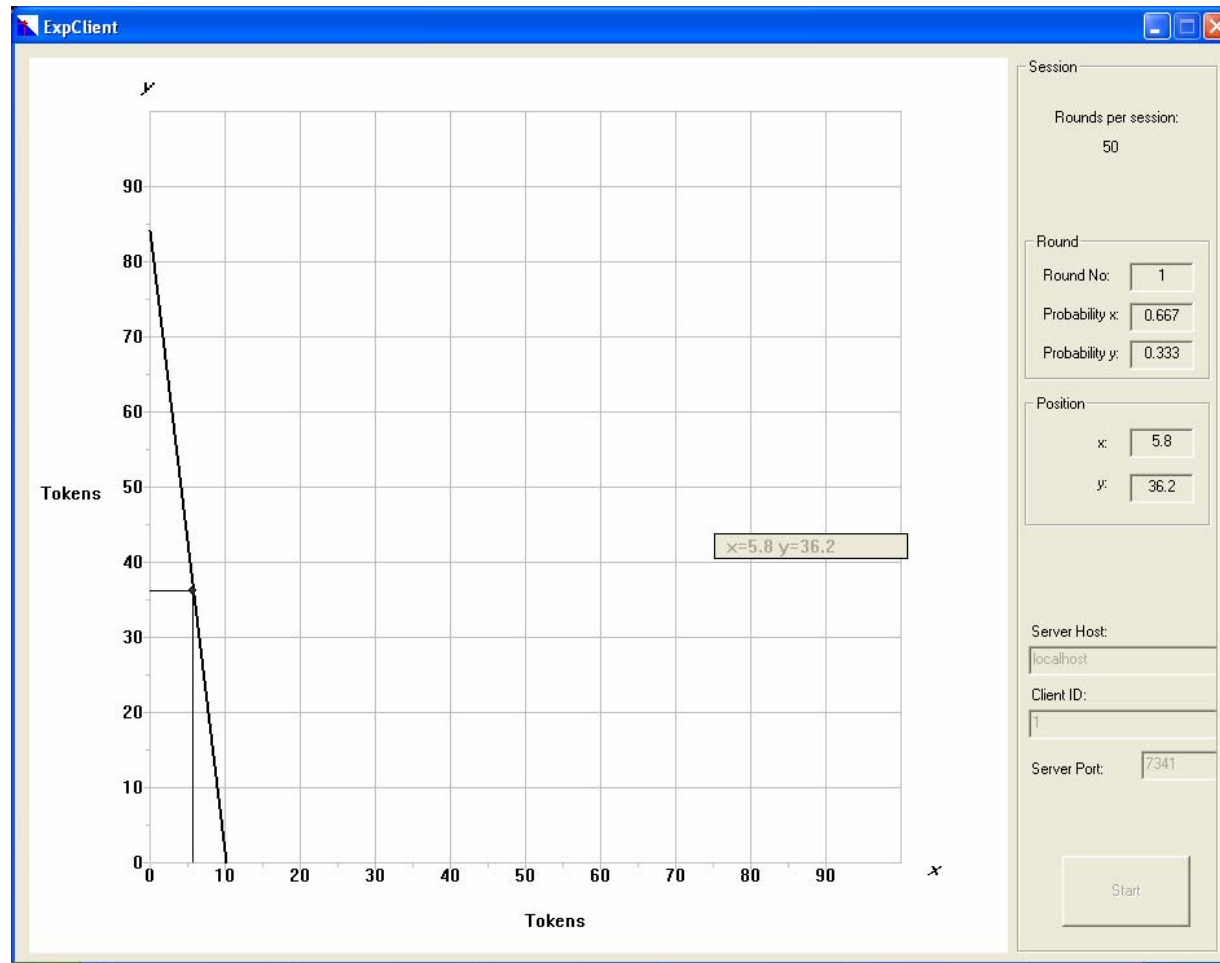 ExpClient
y
90
80
70
60
50
40
30
20
10
0
Tokens
x=5.8 y=36.2
0 10 20 30 40 50 60 70 80 90
x
Tokens
Session
Rounds per session:
50
Round
Round No: 1
Probability x: 0.667
Probability y: 0.333
Position
x: 5.8
y: 36.2
Server Host:
localhost
Client ID:
1
Server Port: 7341
Start